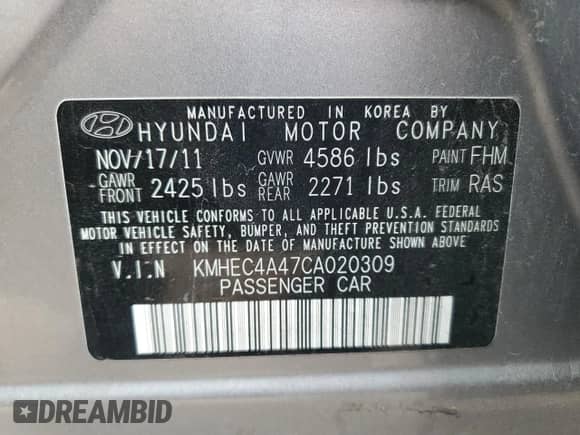 MANUFACTURED IN KOREA BY
HYUNDAI MOTOR COMPANY
NOV/17/11 GVWR 4586 lbs PAINT FHM
GAWR FRONT 2425 lbs GAWR REAR 2271 lbs TRIM RAS
THIS VEHICLE CONFORMS TO ALL APPLICABLE U.S.A. FEDERAL
MOTOR VEHICLE SAFETY, BUMPER, AND THEFT PREVENTION STANDARDS
IN EFFECT ON THE DATE OF MANUFACTURE SHOWN ABOVE
V.I.N KMHEC4A47CA020309
PASSENGER CAR
DREAMBID